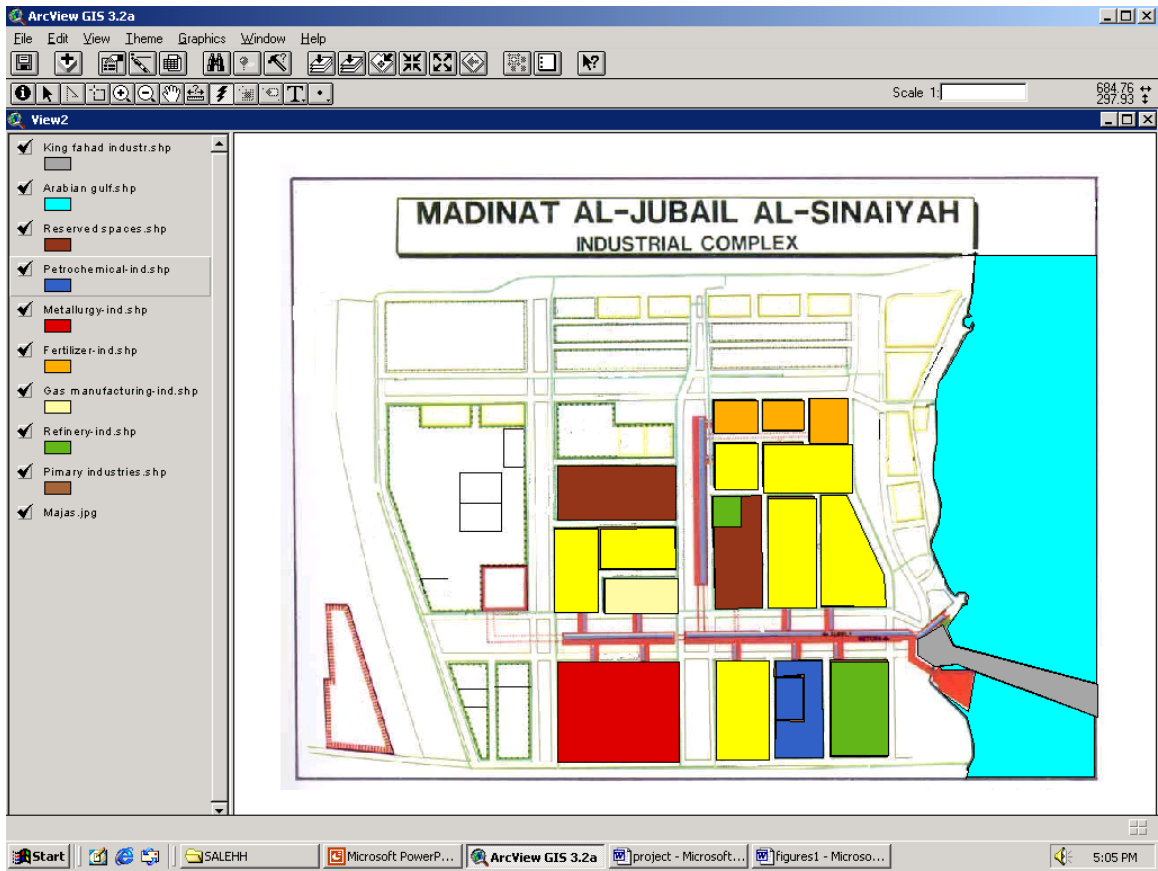 ArcView GIS 3.2a
File Edit View Theme Graphics Window Help
Scale 1:
684.76
297.93
View2
King fahad industr.shp
Arabian gulf.shp
Reserved spaces.shp
Petrochemical-ind.shp
Metallurgy-ind.shp
Fertilizer-ind.shp
Gas manufacturing-ind.shp
Refinery-ind.shp
Pimary industries.shp
Majas.jpg
MADINAT AL-JUBAIL AL-SINAIYAH
INDUSTRIAL COMPLEX
SUPPLY
RETURN
Start SALEHH Microsoft PowerP... ArcView GIS 3.2a project - Microsoft... figures1 - Microso... 5:05 PM